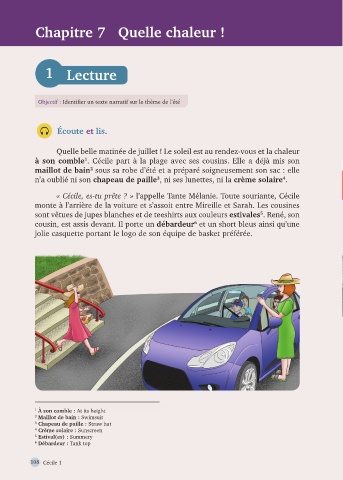 Chapitre 7 Quelle chaleur !
1 Lecture
Objectif : Identifier un texte narratif sur le thème de l'été
Écoute et lis.
Quelle belle matinée de juillet ! Le soleil est au rendez-vous et la chaleur
à son comble¹. Cécile part à la plage avec ses cousins. Elle a déjà mis son
maillot de bain² sous sa robe d'été et a préparé soigneusement son sac : elle
n'a oublié ni son chapeau de paille³, ni ses lunettes, ni la crème solaire⁴.
« Cécile, es-tu prête ? » l'appelle Tante Mélanie. Toute souriante, Cécile
monte à l'arrière de la voiture et s'assoit entre Mireille et Sarah. Les cousines
sont vêtues de jupes blanches et de teeshirts aux couleurs estivales⁵. René, son
cousin, est assis devant. Il porte un débardeur⁶ et un short bleus ainsi qu'une
jolie casquette portant le logo de son équipe de basket préférée.
¹ À son comble : At its height
² Maillot de bain : Swimsuit
³ Chapeau de paille : Straw hat
⁴ Crème solaire : Sunscreen
⁵ Estival(es) : Summary
⁶ Débardeur : Tank top
108 Cécile 1